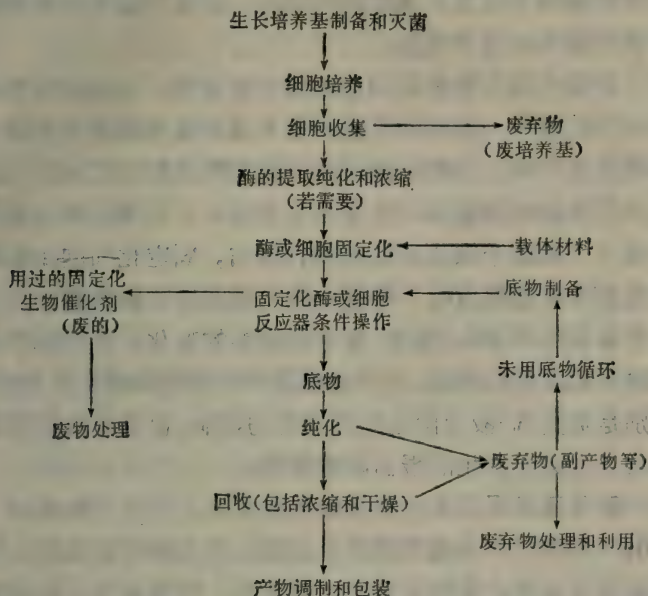 生长培养基制备和灭菌
细胞培养
细胞收集
废弃物
(废培养基)
酶的提取纯化和浓缩
(若需要)
酶或细胞固定化
载体材料
用过的固定化
生物催化剂
(废的)
固定化酶或细胞
反应器条件操作
底物制备
底物
未用底物循环
废物处理
纯化
废弃物(副产物等)
回收(包括浓缩和干燥)
废弃物处理和利用
产物调制和包装